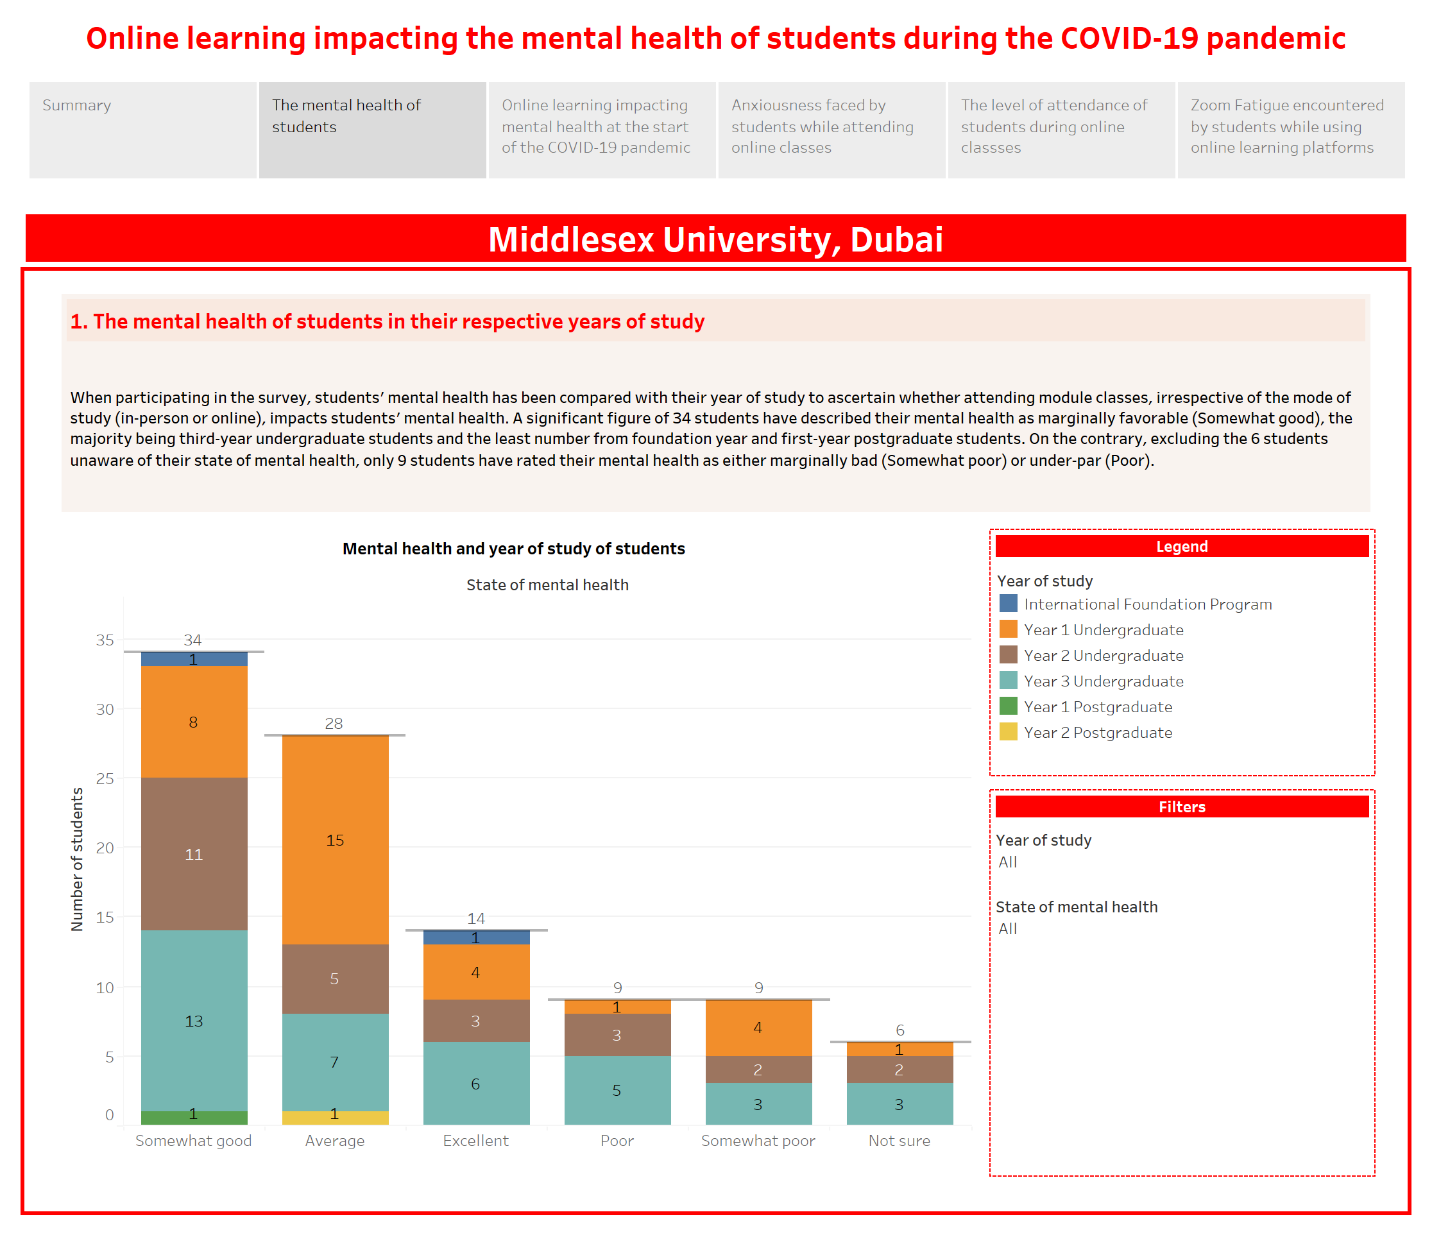 Online learning impacting the mental health of students during the COVID-19 pandemic
Summary
The mental health of
students
Online learning impacting
mental health at the start
of the COVID-19 pandemic
Anxiousness faced by
students while attending
online classes
The level of attendance of
students during online
classses
Zoom Fatigue encountered
by students while using
online learning platforms
Middlesex University, Dubai
1. The mental health of students in their respective years of study
When participating in the survey, students’ mental health has been compared with their year of study to ascertain whether attending module classes, irrespective of the mode of
study (in-person or online), impacts students’ mental health. A significant figure of 34 students have described their mental health as marginally favorable (Somewhat good), the
majority being third-year undergraduate students and the least number from foundation year and first-year postgraduate students. On the contrary, excluding the 6 students
unaware of their state of mental health, only 9 students have rated their mental health as either marginally bad (Somewhat poor) or under-par (Poor).
Mental health and year of study of students
State of mental health
Number of students
35
30
25
20
15
10
5
0
34
1
8
11
13
1
28
15
5
7
1
14
1
4
3
6
9
1
3
5
9
4
2
3
6
1
2
3
Somewhat good
Average
Excellent
Poor
Somewhat poor
Not sure
Legend
Year of study
International Foundation Program
Year 1 Undergraduate
Year 2 Undergraduate
Year 3 Undergraduate
Year 1 Postgraduate
Year 2 Postgraduate
Filters
Year of study
All
State of mental health
All